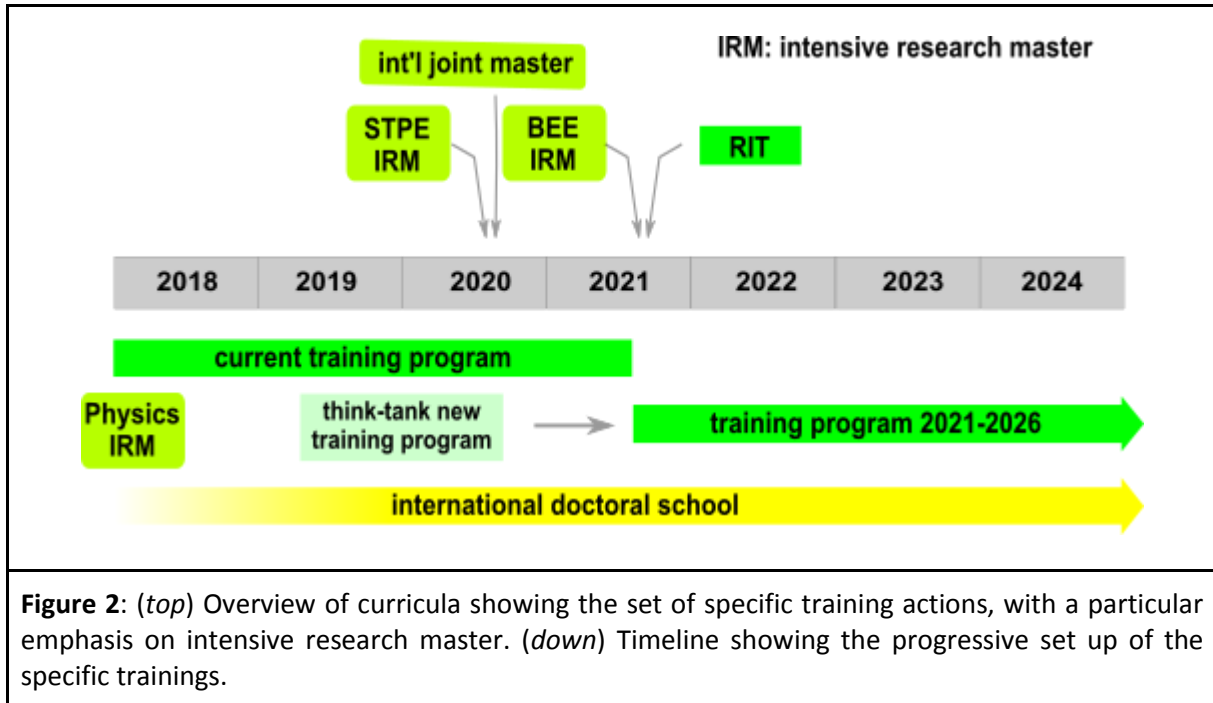 int'l joint master
IRM: intensive research master
STPE
IRM
BEE
IRM
RIT
2018 2019 2020 2021 2022 2023 2024
current training program
Physics
IRM
think-tank new
training program
training program 2021-2026
international doctoral school
Figure 2: (top) Overview of curricula showing the set of specific training actions, with a particular
emphasis on intensive research master. (down) Timeline showing the progressive set up of the
specific trainings.